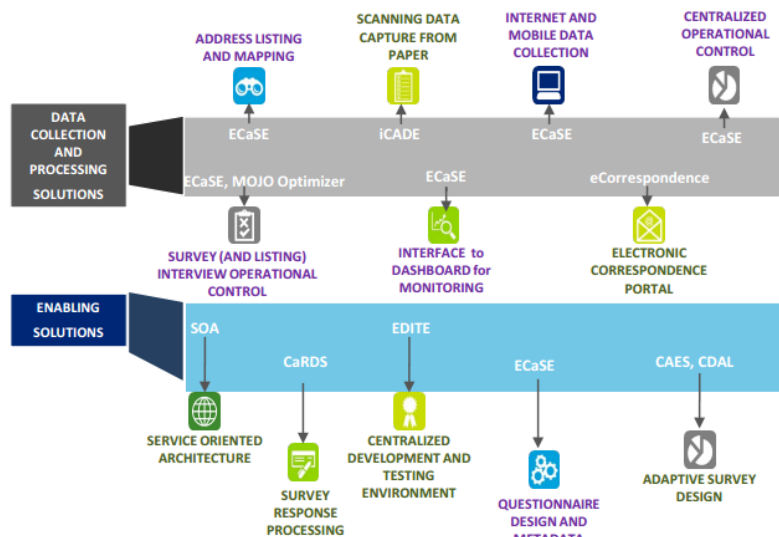 ADDRESS LISTING
AND MAPPING
SCANNING DATA
CAPTURE FROM
PAPER
INTERNET AND
MOBILE DATA
COLLECTION
CENTRALIZED
OPERATIONAL
CONTROL
DATA
COLLECTION
AND
PROCESSING
SOLUTIONS
ECaSE
iCADE
ECaSE
ECaSE
ECaSE, MOJO Optimizer
ECaSE
eCorrespondence
SURVEY (AND LISTING)
INTERVIEW OPERATIONAL
CONTROL
INTERFACE to
DASHBOARD for
MONITORING
ELECTRONIC
CORRESPONDENCE
PORTAL
ENABLING
SOLUTIONS
SOA
CaRDS
EDITE
ECaSE
CAES, CDAL
SERVICE ORIENTED
ARCHITECTURE
SURVEY
RESPONSE
PROCESSING
CENTRALIZED
DEVELOPMENT AND
TESTING
ENVIRONMENT
QUESTIONNAIRE
DESIGN AND
METADATA
ADAPTIVE SURVEY
DESIGN